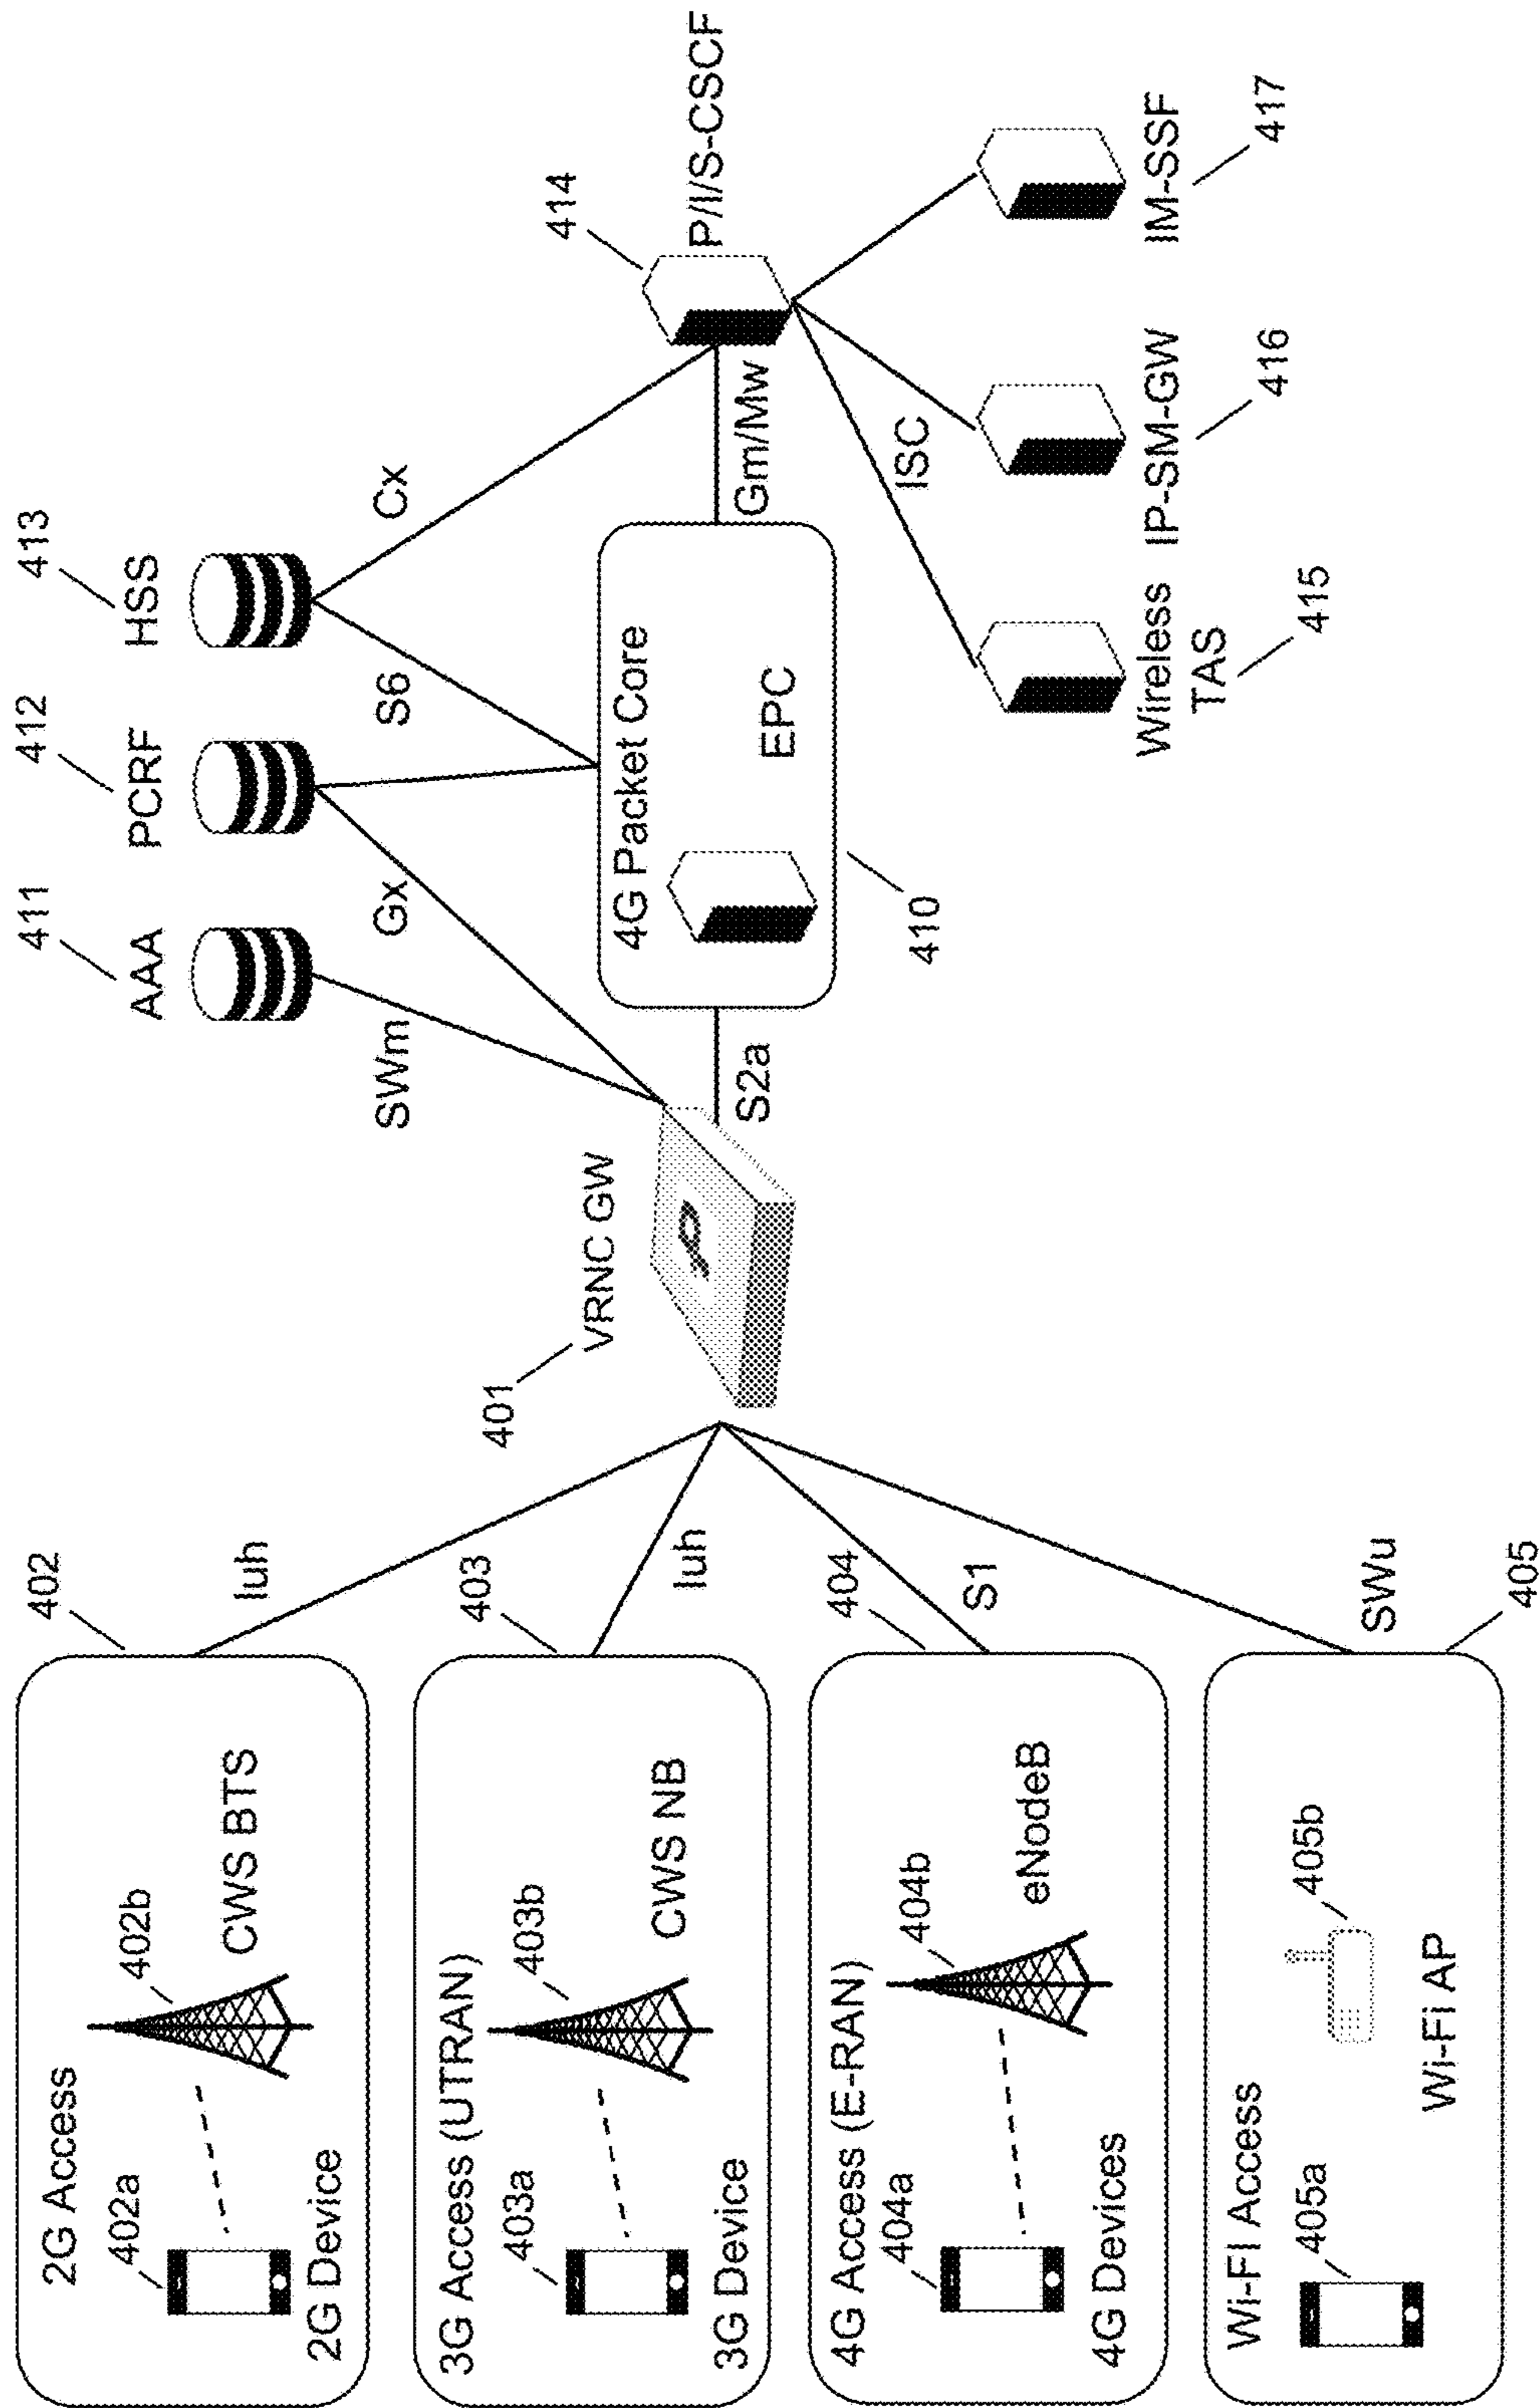 2G Access
402a
2G Device
402b
CWS BTS
402
Iuh
3G Access (UTRAN)
403a
3G Device
403b
CWS NB
403
Iuh
4G Access (E-RAN)
404a
4G Devices
404b
eNodeB
404
S1
Wi-FI Access
405a
405b
Wi-Fi AP
SWu
405
401
VRNC GW
SWm
S2a
411
AAA
Gx
412
PCRF
S6
413
HSS
Cx
4G Packet Core
EPC
410
Gm/Mw
414
P/I/S-CSCF
ISC
Wireless
TAS
415
IP-SM-GW
416
IM-SSF
417